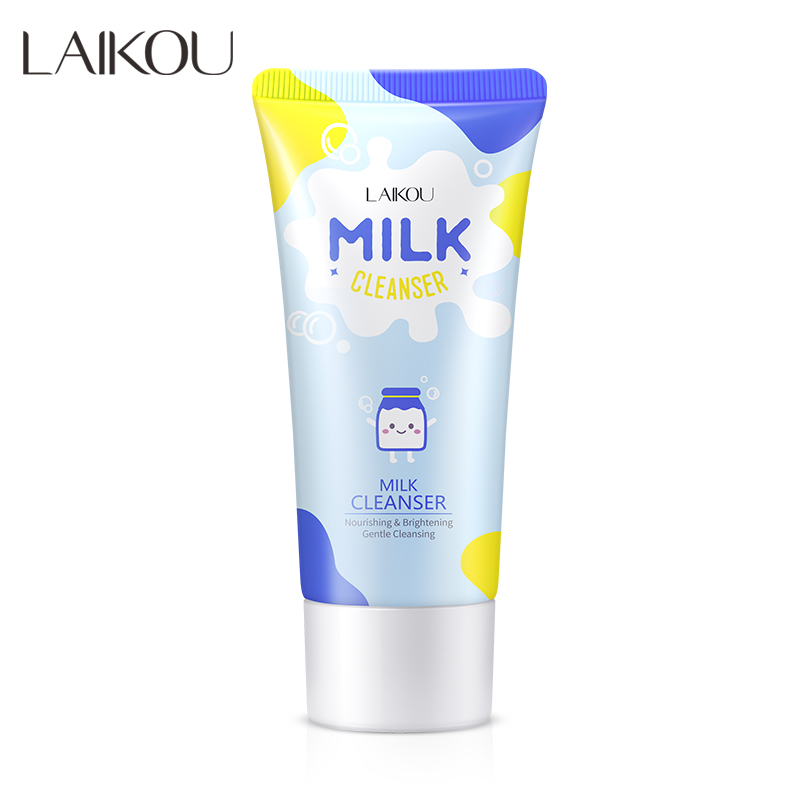 LAIKOU
LAIKOU
MILK
CLEANSER
MILK
CLEANSER
Nourishing & Brightening
Gentle Cleansing